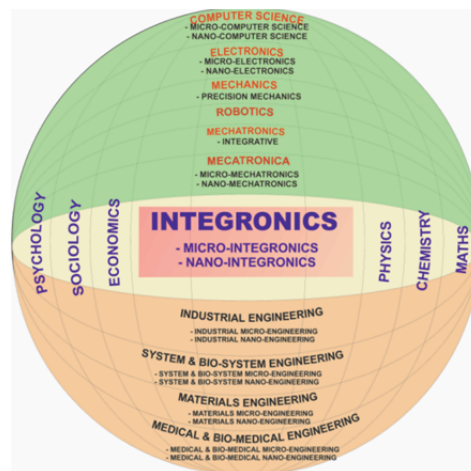 COMPUTER SCIENCE
- MICRO-COMPUTER SCIENCE
- NANO-COMPUTER SCIENCE
ELECTRONICS
- MICRO-ELECTRONICS
- NANO-ELECTRONICS
MECHANICS
- PRECISION MECHANICS
ROBOTICS
MECHATRONICS
- INTEGRATIVE
MECATRONICA
- MICRO-MECHATRONICS
- NANO-MECHATRONICS
PSYCHOLOGY
SOCIOLOGY
ECONOMICS
INTEGRONICS
- MICRO-INTEGRONICS
- NANO-INTEGRONICS
PHYSICS
CHEMISTRY
MATHS
INDUSTRIAL ENGINEERING
- INDUSTRIAL MICRO-ENGINEERING
- INDUSTRIAL NANO-ENGINEERING
SYSTEM & BIO-SYSTEM ENGINEERING
- SYSTEM & BIO-SYSTEM MICRO-ENGINEERING
- SYSTEM & BIO-SYSTEM NANO-ENGINEERING
MATERIALS ENGINEERING
- MATERIALS MICRO-ENGINEERING
- MATERIALS NANO-ENGINEERING
MEDICAL & BIO-MEDICAL ENGINEERING
- MEDICAL & BIO-MEDICAL MICRO-ENGINEERING
- MEDICAL & BIO-MEDICAL NANO-ENGINEERING